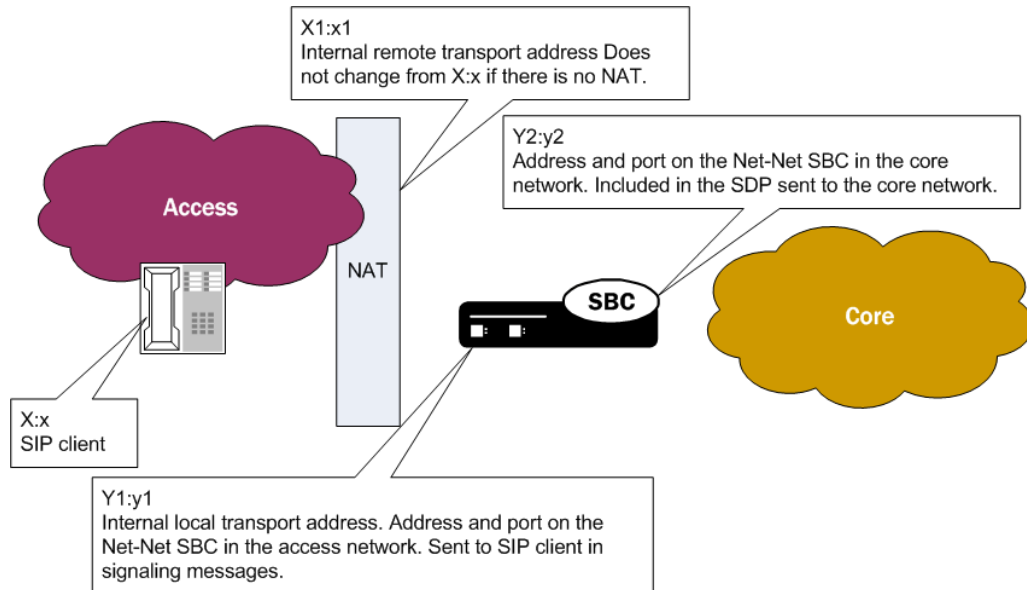 X1:x1
Internal remote transport address Does
not change from X:x if there is no NAT.
Y2:y2
Address and port on the Net-Net SBC in the core
network. Included in the SDP sent to the core network.
Access
NAT
SBC
Core
X:x
SIP client
Y1:y1
Internal local transport address. Address and port on the
Net-Net SBC in the access network. Sent to SIP client in
signaling messages.